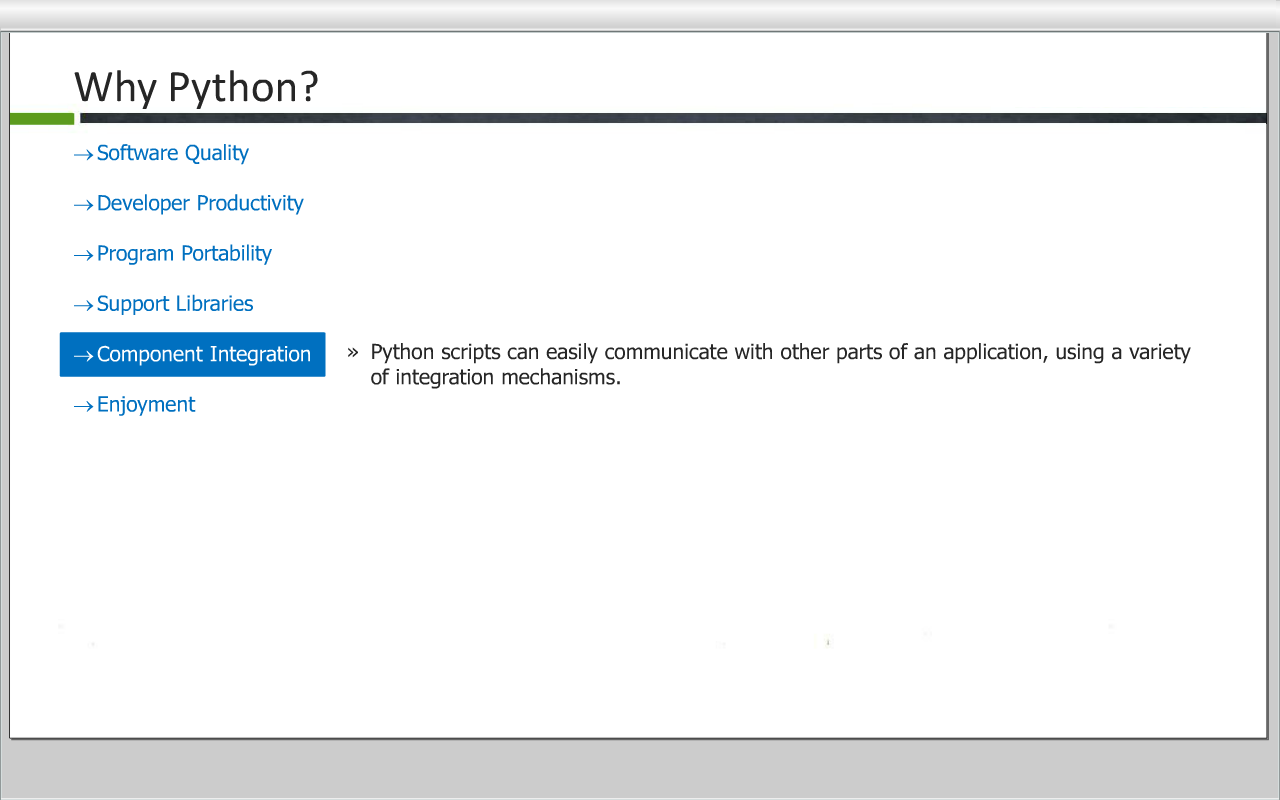 Why Python?
→Software Quality
→Developer Productivity
→Program Portability
→Support Libraries
→Component Integration
» Python scripts can easily communicate with other parts of an application, using a variety
of integration mechanisms.
→Enjoyment